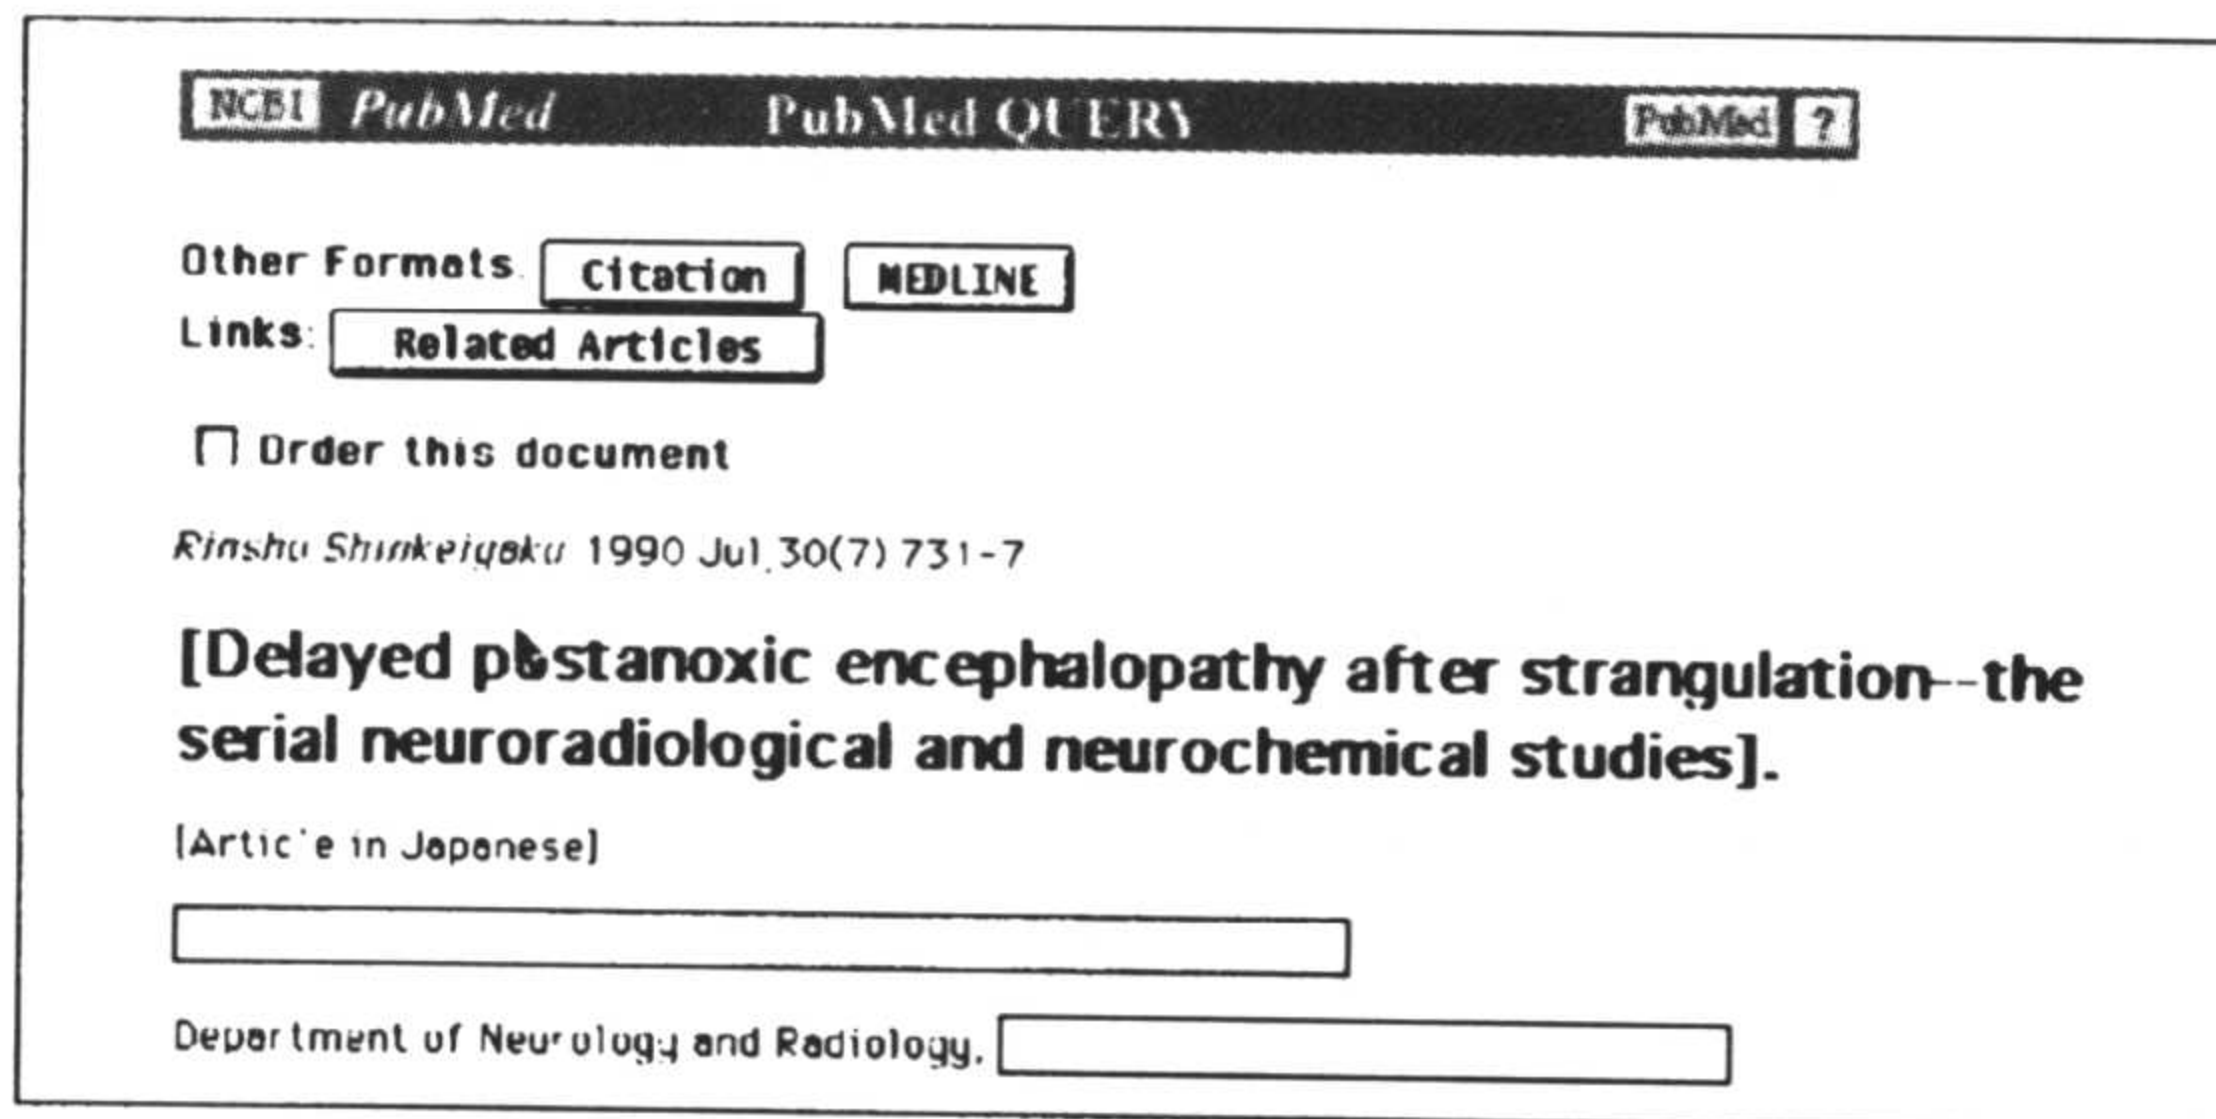 NCBI PubMed PubMed QUERY PubMed ?
Other Formats: Citation MEDLINE
Links: Related Articles
Order this document
Rinsho Shinkeigaku 1990 Jul;30(7):731-7
[Delayed postanoxic encephalopathy after strangulation--the
serial neuroradiological and neurochemical studies].
[Article in Japanese]
Department of Neurology and Radiology,